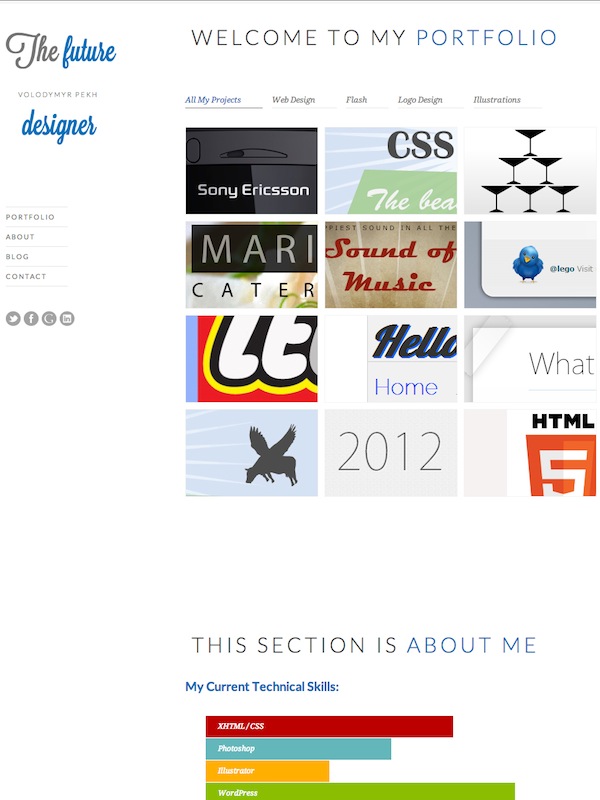 The future
VOLODYMYR PEKH
designer
PORTFOLIO
ABOUT
BLOG
CONTACT
WELCOME TO MY PORTFOLIO
All My Projects
Web Design
Flash
Logo Design
Illustrations
Sony Ericsson
CSS
The bea
MARI
CATER
PPIEST SOUND IN ALL THE
Sound of
Music
@lego Visit
LEG
Hello
Home
What
2012
HTML
5
THIS SECTION IS ABOUT ME
My Current Technical Skills:
XHTML / CSS
Photoshop
Illustrator
WordPress